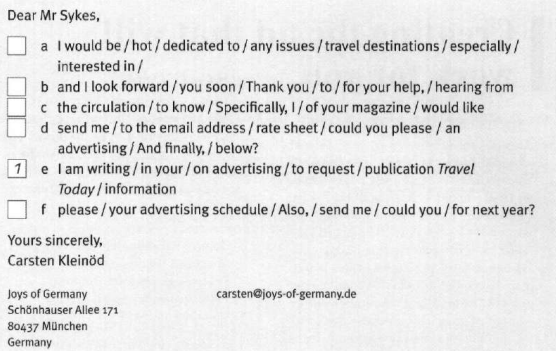 Dear Mr Sykes,
a I would be / hot / dedicated to / any issues / travel destinations / especially /
interested in /
b and I look forward / you soon / Thank you / to / for your help, / hearing from
c the circulation / to know / Specifically, I / of your magazine / would like
d send me / to the email address / rate sheet / could you please / an
advertising / And finally, / below?
1 e I am writing / in your / on advertising / to request / publication Travel
Today / information
f please / your advertising schedule / Also, / send me / could you / for next year?
Yours sincerely,
Carsten Kleinöd
Joys of Germany carsten@joys-of-germany.de
Schönhauser Allee 171
80437 München
Germany